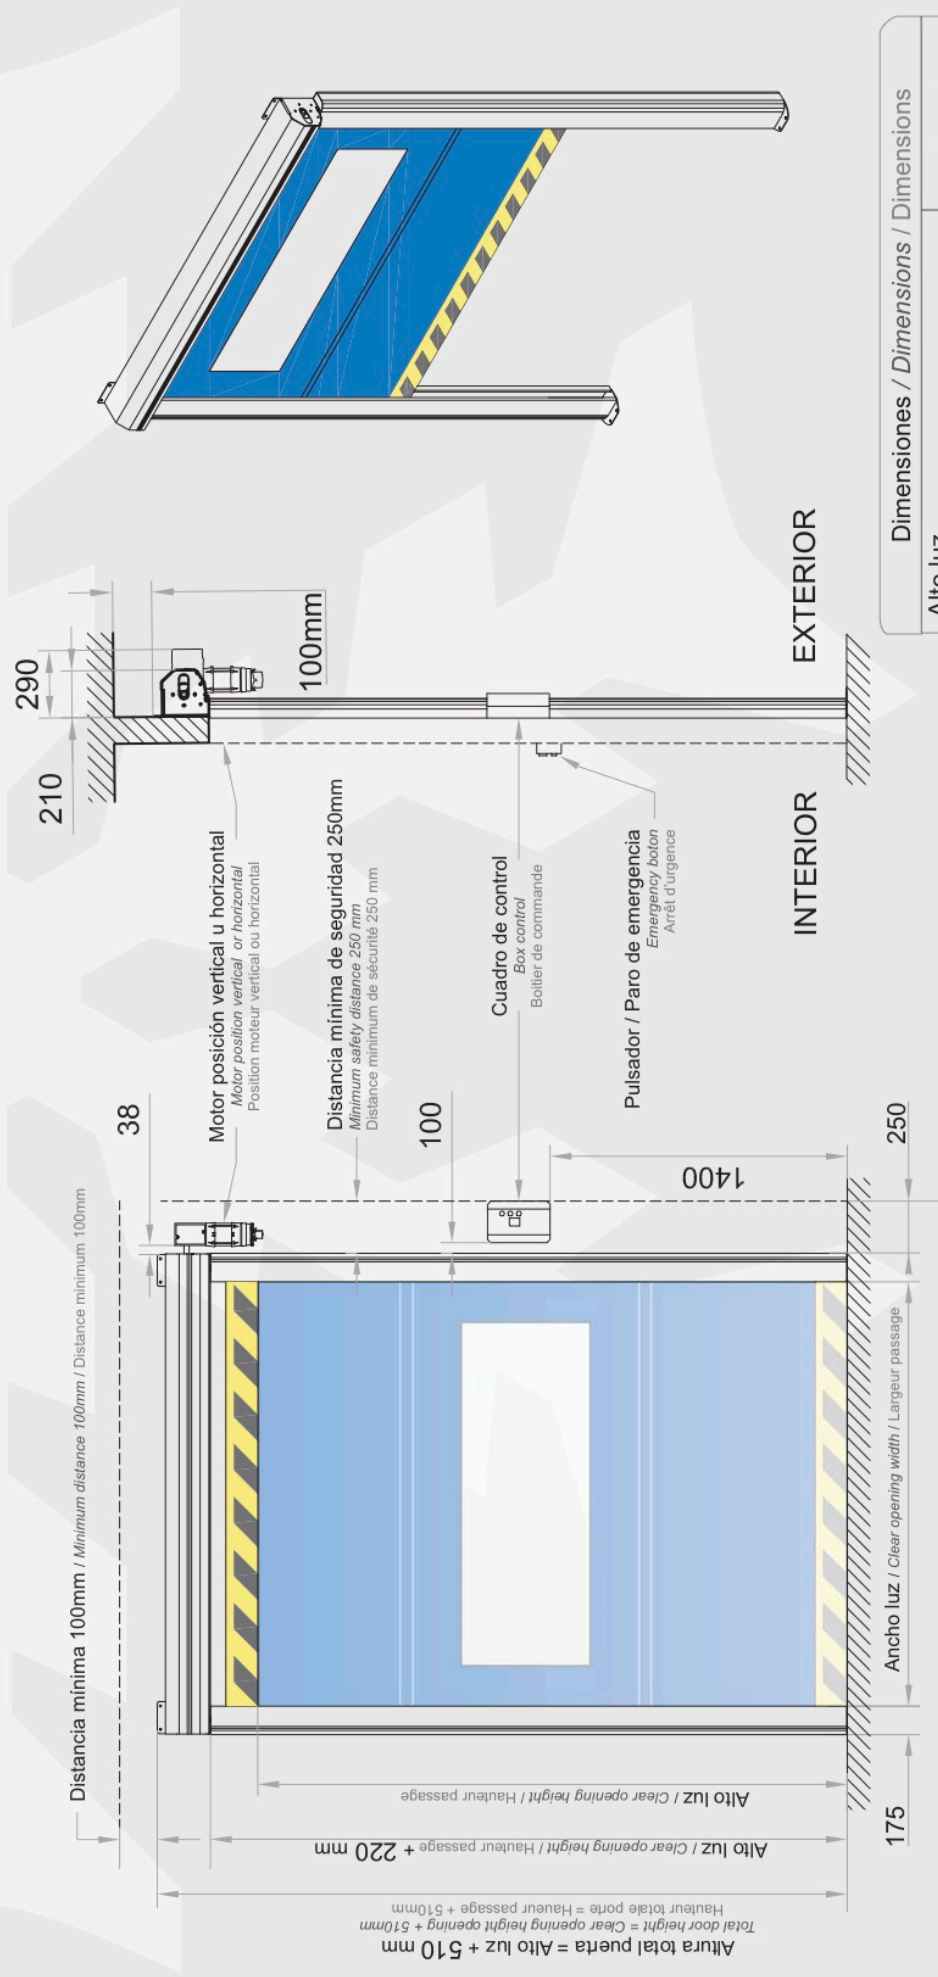 Distancia mínima 100mm / Minimum distance 100mm / Distance minimum 100mm
38
Motor posición vertical u horizontal
Motor position vertical or horizontal
Position moteur vertical ou horizontal
Distancia mínima de seguridad 250mm
Minimum safety distance 250 mm
Distance minimum de sécurité 250 mm
100
Cuadro de control
Box control
Boitier de commande
Pulsador / Paro de emergencia
Emergency boton
Arrêt d'urgence
1400
250
Ancho luz / Clear opening width / Largeur passage
175
Alto luz / Clear opening height / Hauteur passage
Alto luz / Clear opening height / Hauteur passage + 220 mm
Hauteur totale porte = Haueur passage + 510mm
Total door height = Clear opening height opening + 510mm
Altura total puerta = Alto luz + 510 mm
210
290
100mm
INTERIOR
EXTERIOR
Dimensiones / Dimensions / Dimensions
Alto luz